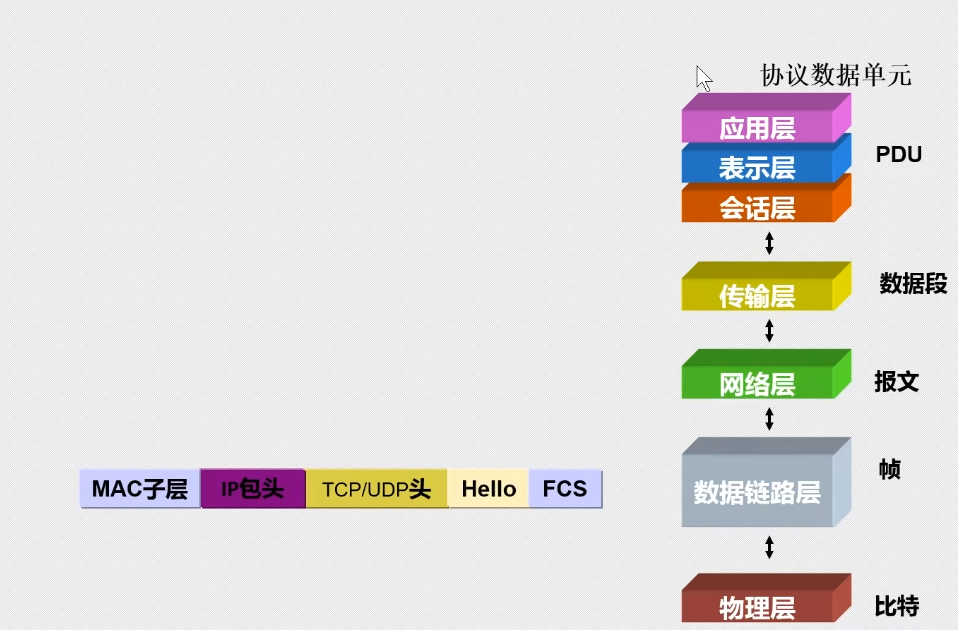 协议数据单元
应用层
表示层
PDU
会话层
传输层
数据段
网络层
报文
帧
MAC子层 IP包头 TCP/UDP头 Hello FCS
数据链路层
物理层
比特